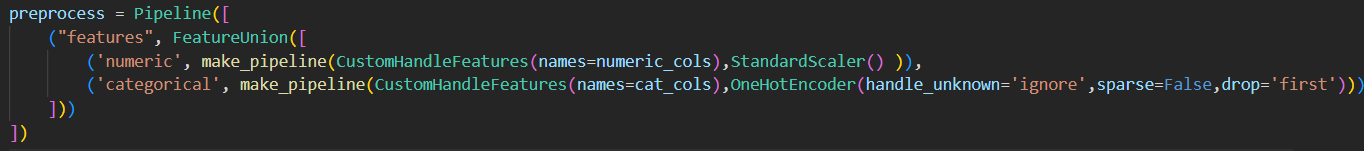 preprocess = Pipeline([
    ("features", FeatureUnion([
        ('numeric', make_pipeline(CustomHandleFeatures(names=numeric_cols),StandardScaler() )),
        ('categorical', make_pipeline(CustomHandleFeatures(names=cat_cols),OneHotEncoder(handle_unknown='ignore',sparse=False,drop='first')))
    ]))
])